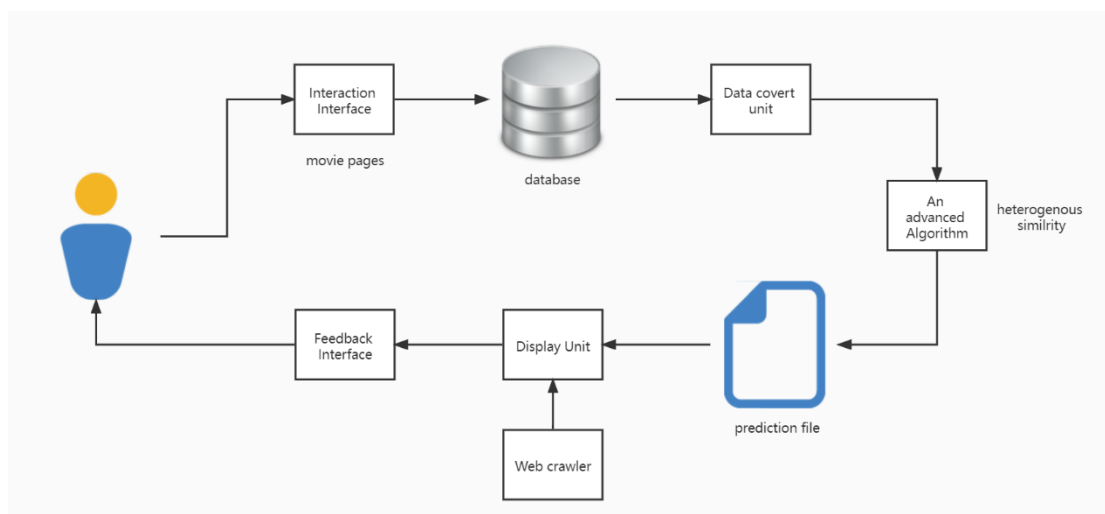 Interaction
Interface
movie pages
database
Data covert
unit
An
advanced
Algorithm
heterogenous
similrity
Feedback
Interface
Display Unit
prediction file
Web crawler